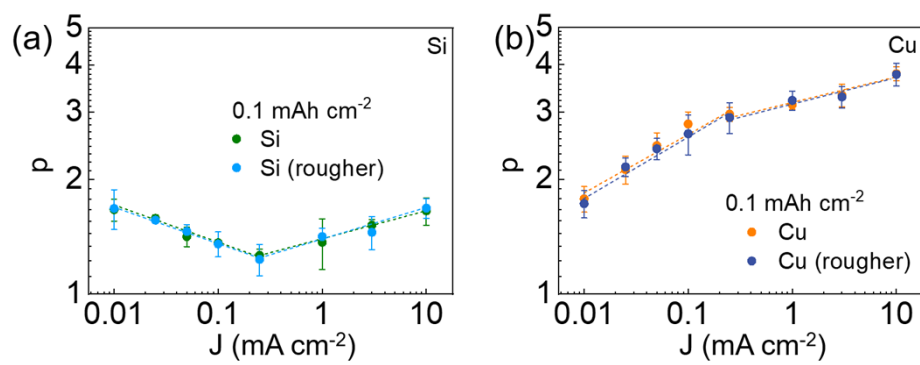 (a)
Si
0.1 mAh cm-2
Si
Si (rougher)
p
5
4
3
2
1
0.01 0.1 1 10
J (mA cm-2)
(b)
Cu
0.1 mAh cm-2
Cu
Cu (rougher)
p
5
4
3
2
1
0.01 0.1 1 10
J (mA cm-2)